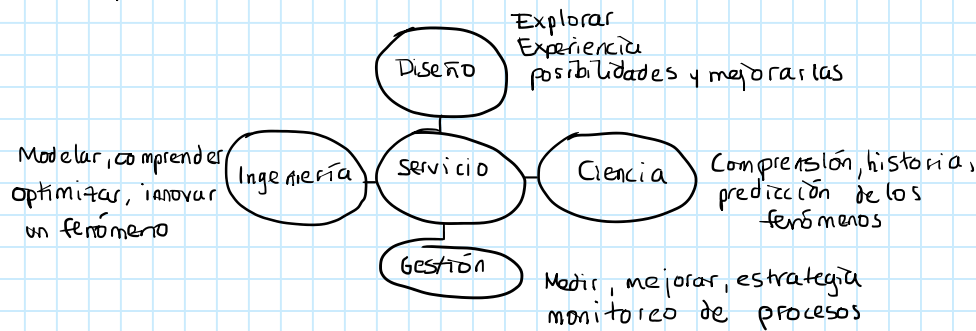 Explorar
Experiencia
posibilidades y mejorarlas
Diseño
Modelar, comprender
optimizar, innovar
un fenómeno
Ingeniería
Servicio
Ciencia
Comprensión, historia,
predicción de los
fenómenos
Gestión
Medir, mejorar, estrategia
monitoreo de procesos